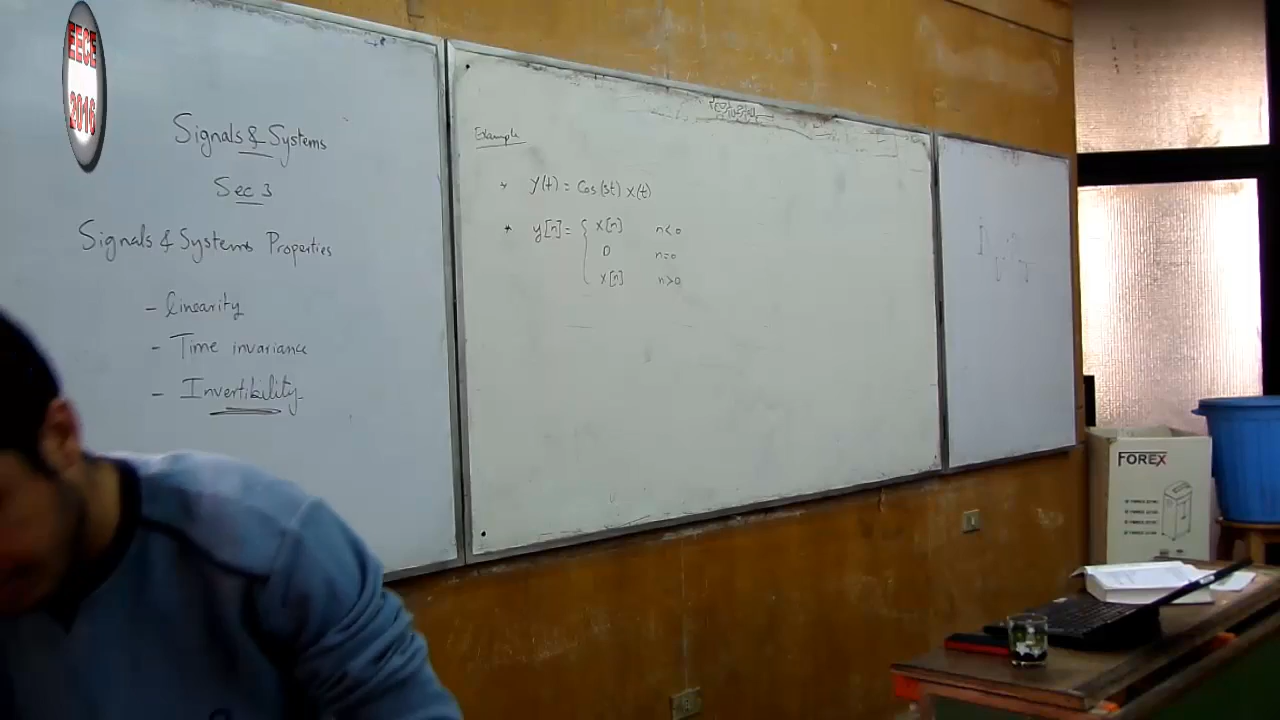 EECE
2016
Signals & Systems
Sec 3
Signals & Systems Properties
- linearity
- Time invariance
- Invertibility
Example
* y(t) = Cos(3t) x(t)
* y[n] = { x[n] n<0
0 n=0
x[n] n>0
FOREX